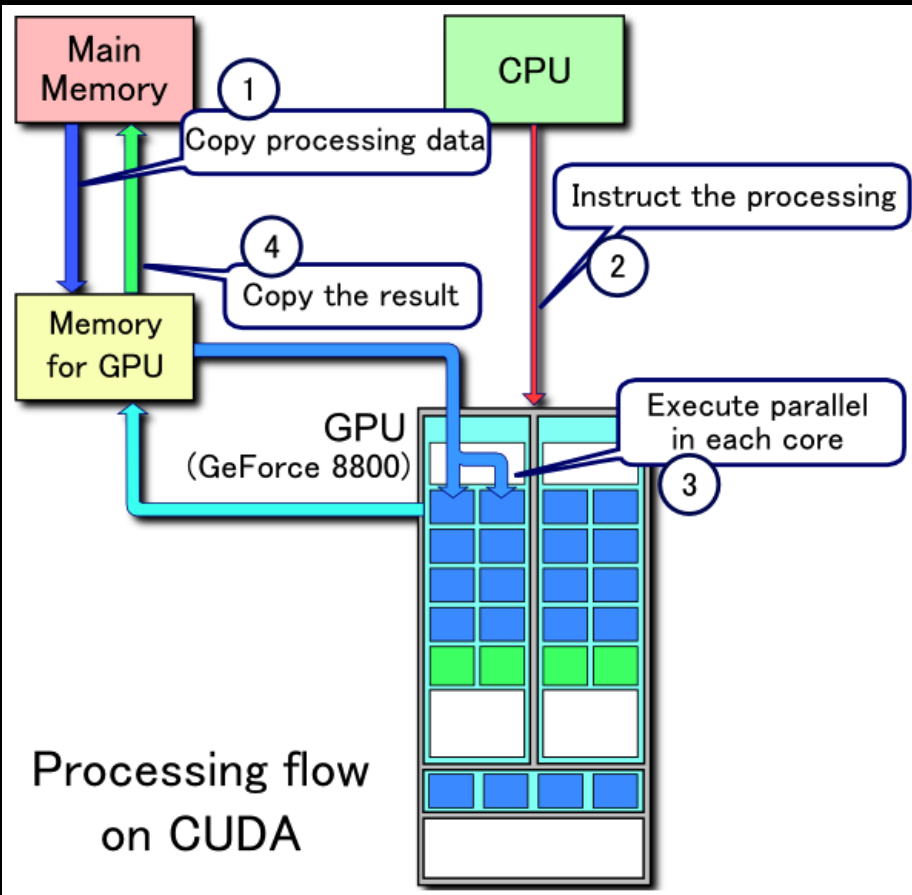 Main
Memory
CPU
1
Copy processing data
Instruct the processing
2
4
Copy the result
Memory
for GPU
GPU
(GeForce 8800)
Execute parallel
in each core
3
Processing flow
on CUDA